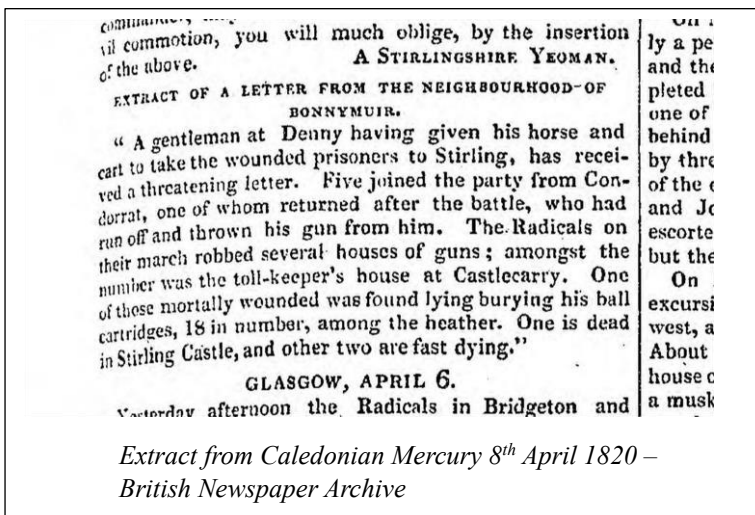 vil commotion, you will much oblige, by the insertion
of the above. A STIRLINGSHIRE YEOMAN.
EXTRACT OF A LETTER FROM THE NEIGHBOURHOOD OF
BONNYMUIR.
“ A gentleman at Denny having given his horse and
cart to take the wounded prisoners to Stirling, has recei-
ved a threatening letter. Five joined the party from Con-
dorrat, one of whom returned after the battle, who had
run off and thrown his gun from him. The Radicals on
their march robbed several houses of guns; amongst the
number was the toll-keeper's house at Castlecarry. One
of those mortally wounded was found lying burying his ball
cartridges, 18 in number, among the heather. One is dead
in Stirling Castle, and other two are fast dying.”
GLASGOW, APRIL 6.
Yesterday afternoon the Radicals in Bridgeton and
ly a pe
and the
pleted
one of
behind
by thre
of the
and Jo
escorte
but the
On
excursi
west, a
About
house
a musk
Extract from Caledonian Mercury 8th April 1820 –
British Newspaper Archive